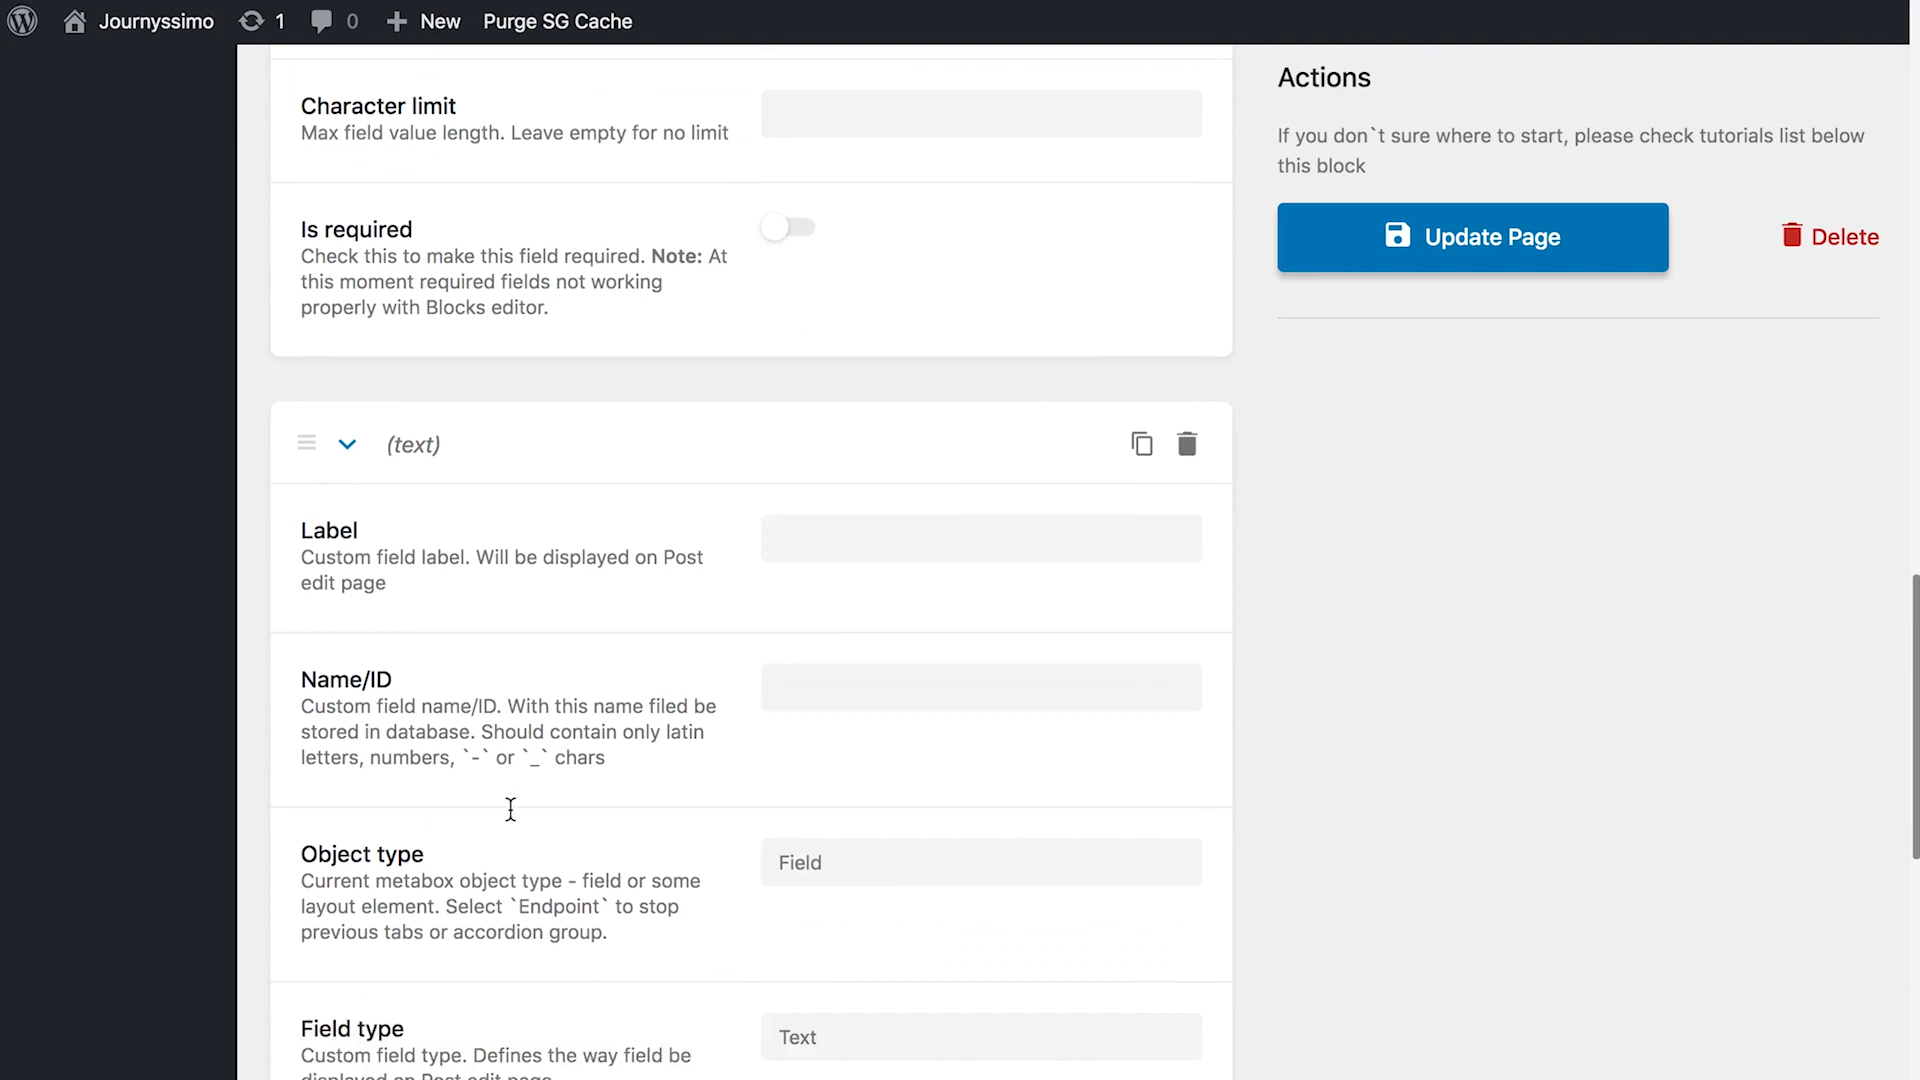 Journyssimo 1 0 New Purge SG Cache
Character limit
Max field value length. Leave empty for no limit
Is required
Check this to make this field required. Note: At
this moment required fields not working
properly with Blocks editor.
(text)
Label
Custom field label. Will be displayed on Post
edit page
Name/ID
Custom field name/ID. With this name filed be
stored in database. Should contain only latin
letters, numbers, `-` or `_` chars
Object type
Field
Current metabox object type - field or some
layout element. Select `Endpoint` to stop
previous tabs or accordion group.
Field type
Text
Custom field type. Defines the way field be
displayed on Post edit page
Actions
If you don`t sure where to start, please check tutorials list below
this block
Update Page
Delete